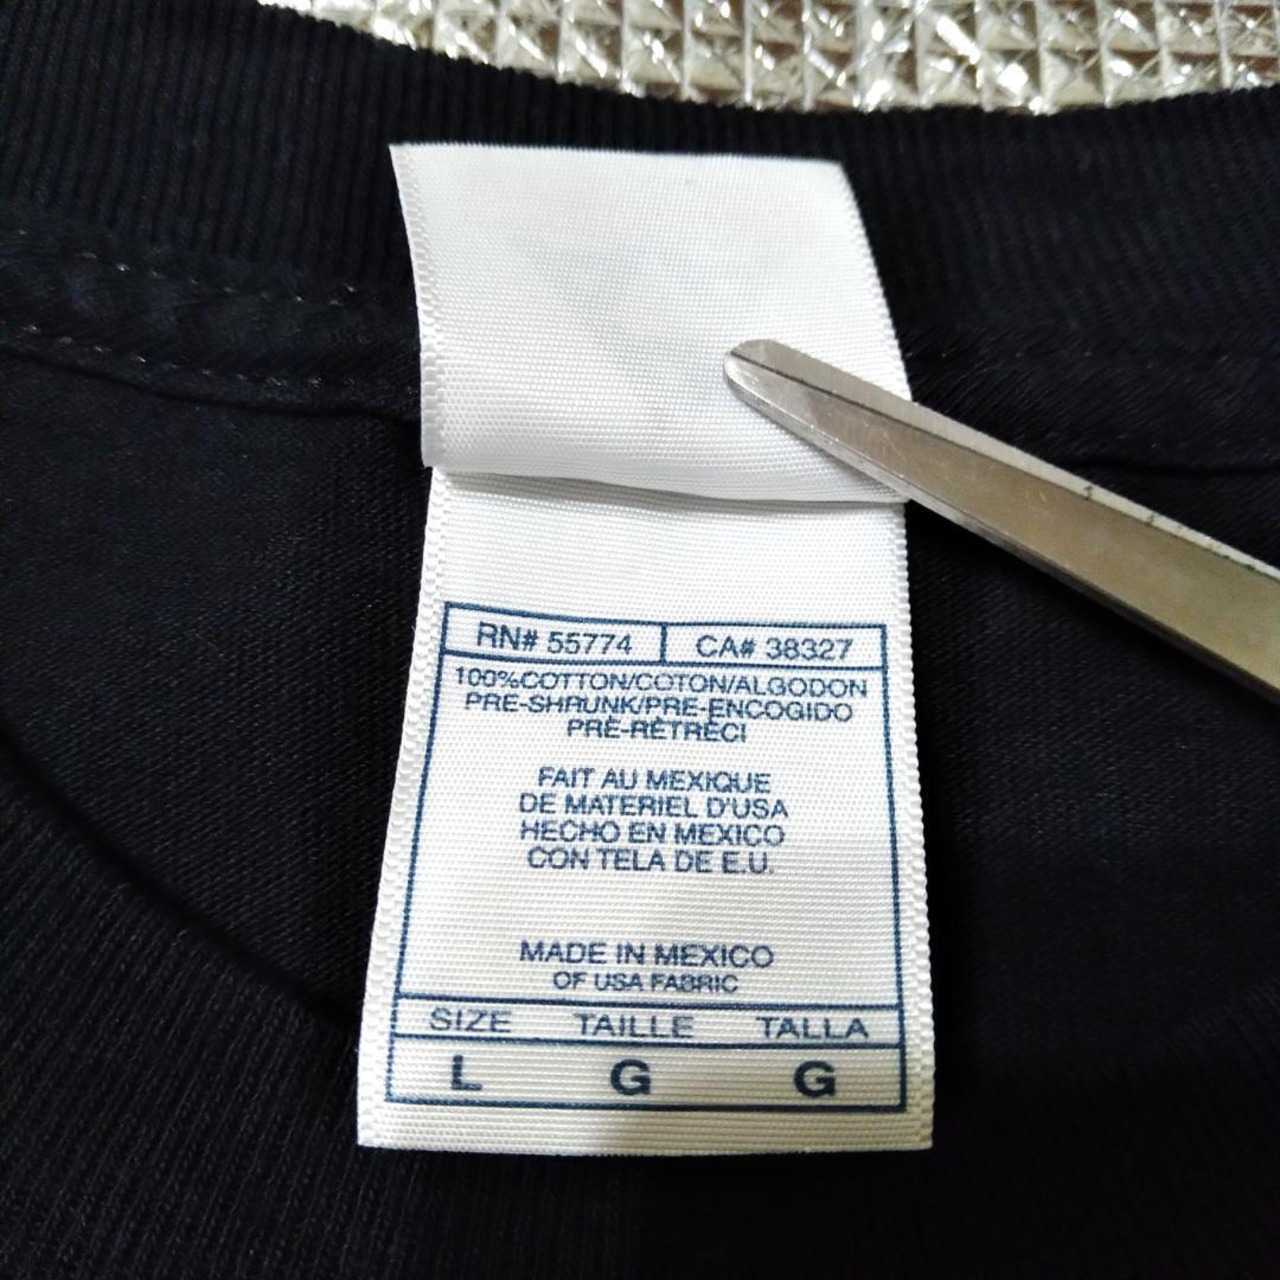 RN# 55774 CA# 38327
100%COTTON/COTON/ALGODON
PRE-SHRUNK/PRE-ENCOGIDO
PRÉ-RÉTRÉCI
FAIT AU MEXIQUE
DE MATERIEL D'USA
HECHO EN MEXICO
CON TELA DE E.U.
MADE IN MEXICO
OF USA FABRIC
SIZE TAILLE TALLA
L G G